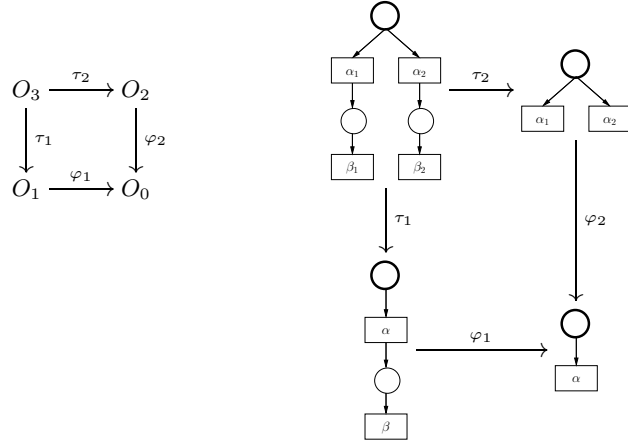 O₃ τ₂ O₂
τ₁ φ₂
O₁ φ₁ O₀
α₁ α₂
β₁ β₂
τ₂
α₁ α₂
τ₁
φ₂
α
β
φ₁
α